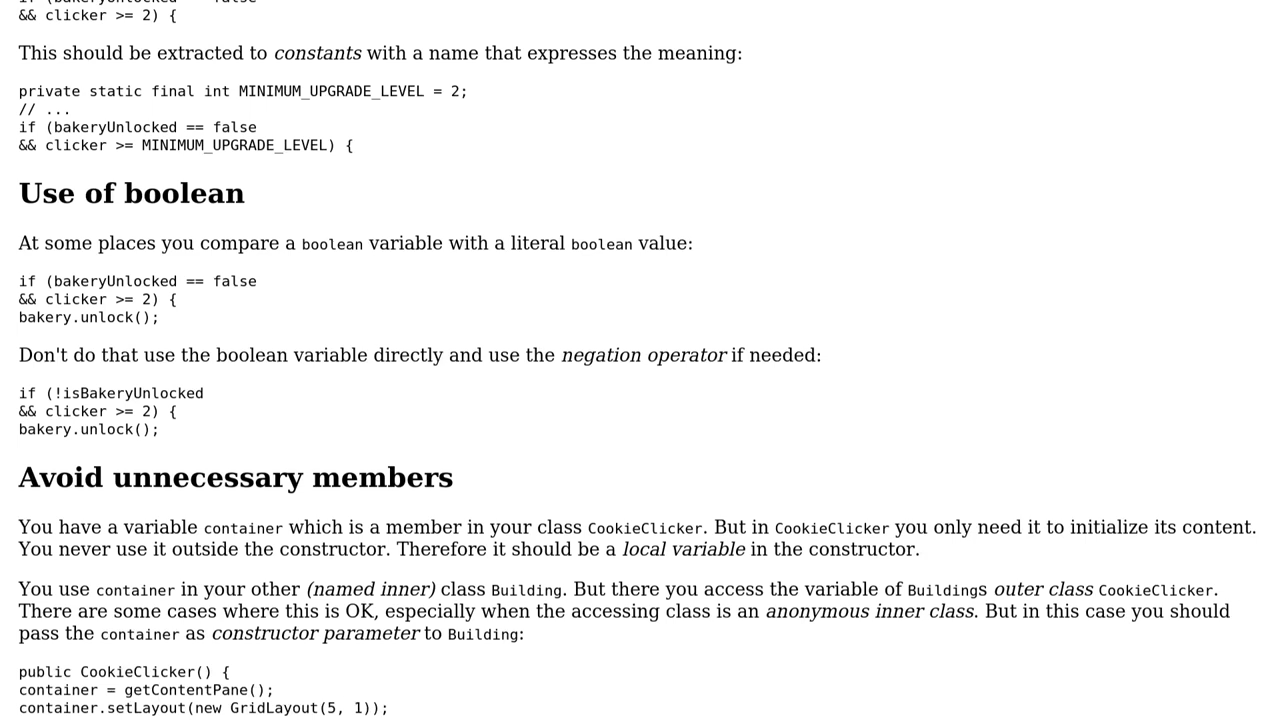 if (bakeryUnlocked == false
&& clicker >= 2) {
This should be extracted to constants with a name that expresses the meaning:
private static final int MINIMUM_UPGRADE_LEVEL = 2;
// ...
if (bakeryUnlocked == false
&& clicker >= MINIMUM_UPGRADE_LEVEL) {
Use of boolean
At some places you compare a boolean variable with a literal boolean value:
if (bakeryUnlocked == false
&& clicker >= 2) {
bakery.unlock();
Don't do that use the boolean variable directly and use the negation operator if needed:
if (!isBakeryUnlocked
&& clicker >= 2) {
bakery.unlock();
Avoid unnecessary members
You have a variable container which is a member in your class CookieClicker. But in CookieClicker you only need it to initialize its content.
You never use it outside the constructor. Therefore it should be a local variable in the constructor.
You use container in your other (named inner) class Building. But there you access the variable of Buildings outer class CookieClicker.
There are some cases where this is OK, especially when the accessing class is an anonymous inner class. But in this case you should
pass the container as constructor parameter to Building:
public CookieClicker() {
container = getContentPane();
container.setLayout(new GridLayout(5, 1));